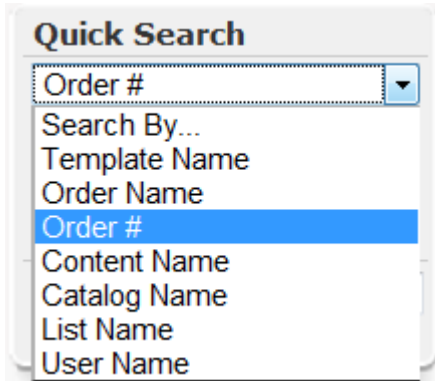 Quick Search
Order #
Search By...
Template Name
Order Name
Order #
Content Name
Catalog Name
List Name
User Name